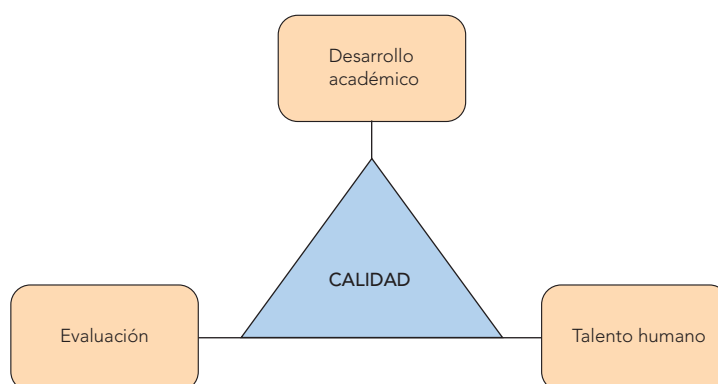 Desarrollo
académico
CALIDAD
Evaluación
Talento humano